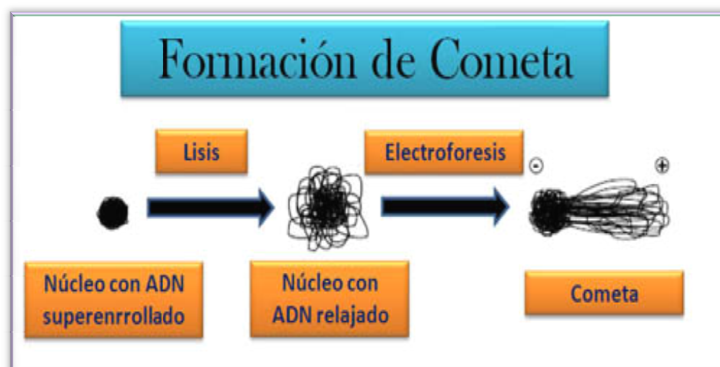 Formación de Cometa
Lisis
Electroforesis
-
+
Núcleo con ADN
superenrrollado
Núcleo con
ADN relajado
Cometa